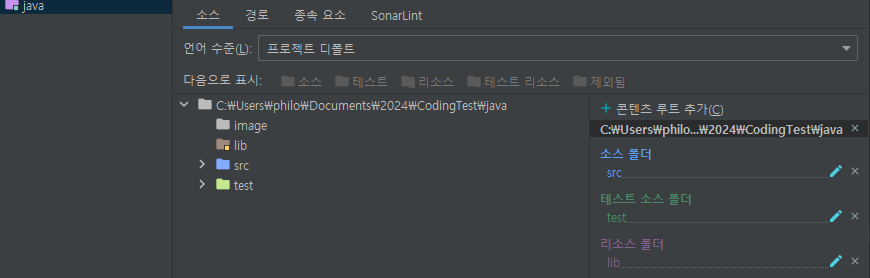 java
소스 경로 종속 요소 SonarLint
언어 수준(L): 프로젝트 디폴트
다음으로 표시: 소스 테스트 리소스 테스트 리소스 제외됨
C:₩Users₩philo₩Documents₩2024₩CodingTest₩java
image
lib
src
test
+ 콘텐츠 루트 추가(C)
C:₩Users₩philo...₩2024₩CodingTest₩java
소스 폴더
src
테스트 소스 폴더
test
리소스 폴더
lib